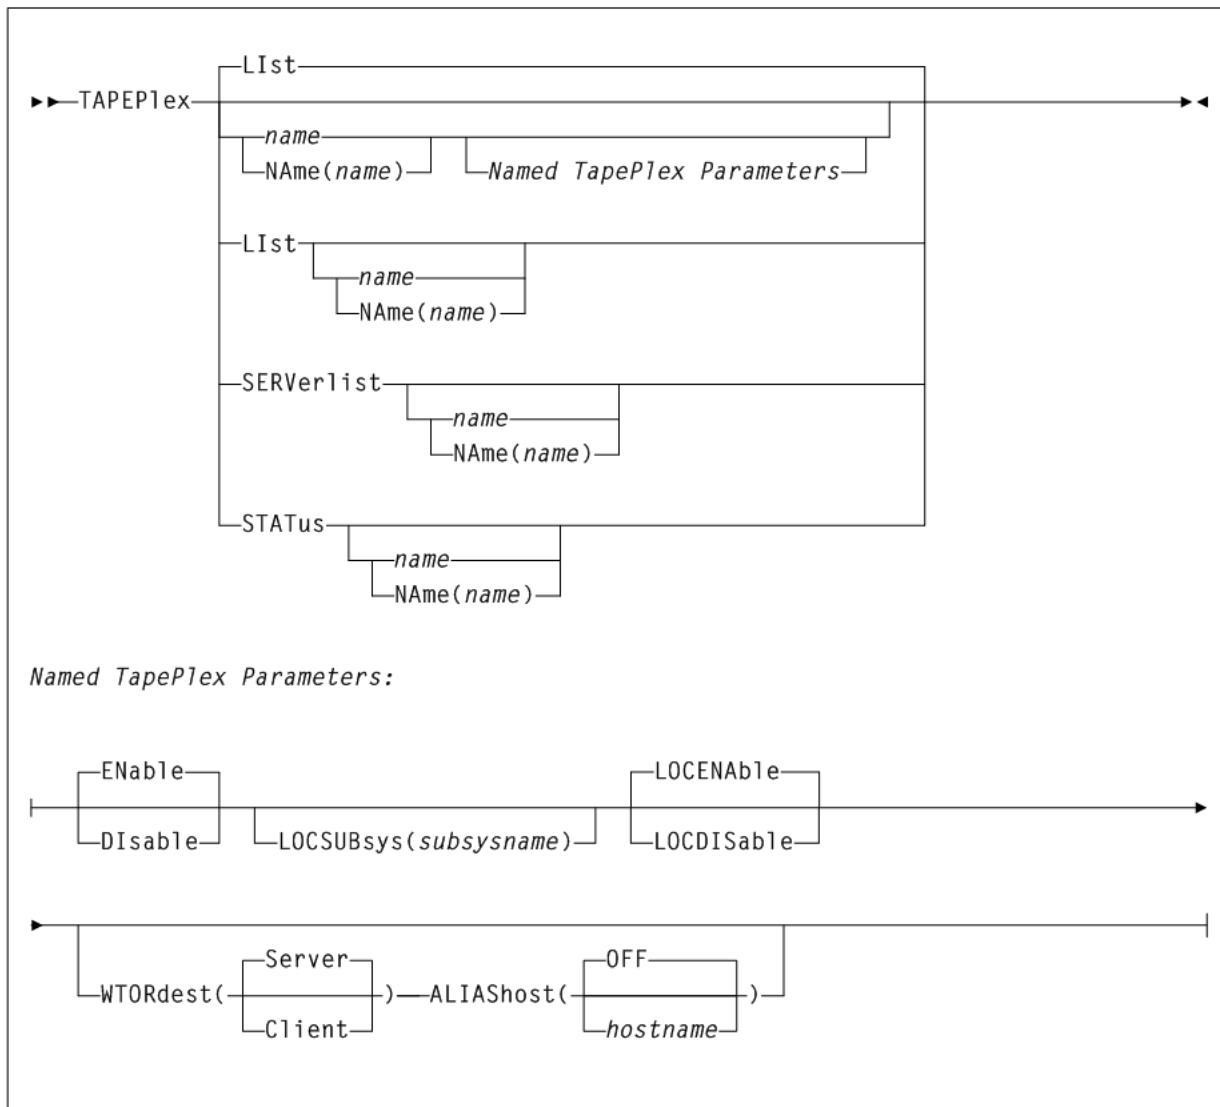 LIst
TAPEPlex
name
NAme(name)
Named TapePlex Parameters
LIst
name
NAme(name)
SERVerlist
name
NAme(name)
STATus
name
NAme(name)
Named TapePlex Parameters:
ENable
LOCENAble
DIsable
LOCSUBsys(subsysname)
LOCDISable
Server
OFF
WTORdest(
)
ALIAShost(
)
Client
hostname